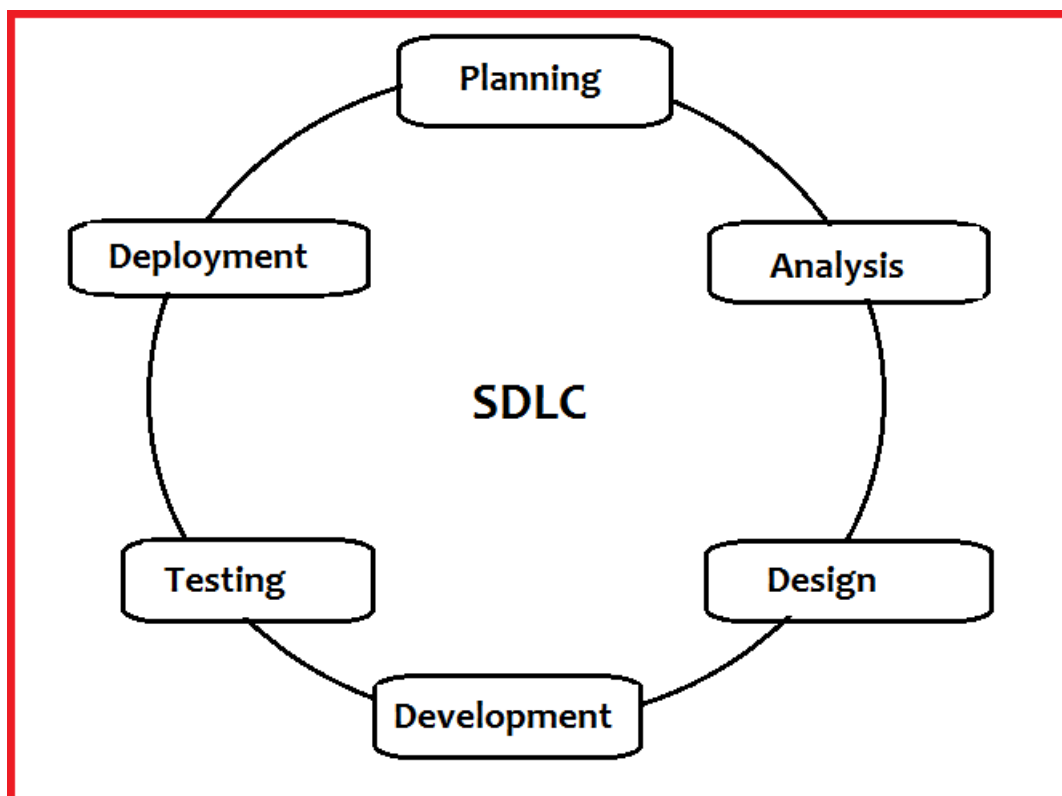 Planning
Analysis
Design
Development
Testing
Deployment
SDLC